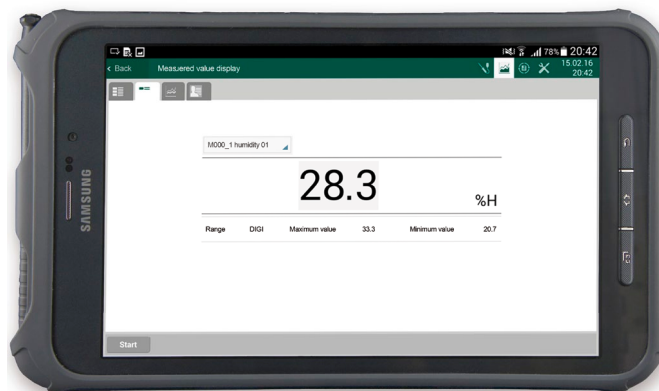 78% 20:42
< Back Measuered value display 15.02.16
20:42
M000_1 humidity 01
28.3
%H
Range DIGI Maximum value 33.3 Minimum value 20.7
Start
SAMSUNG